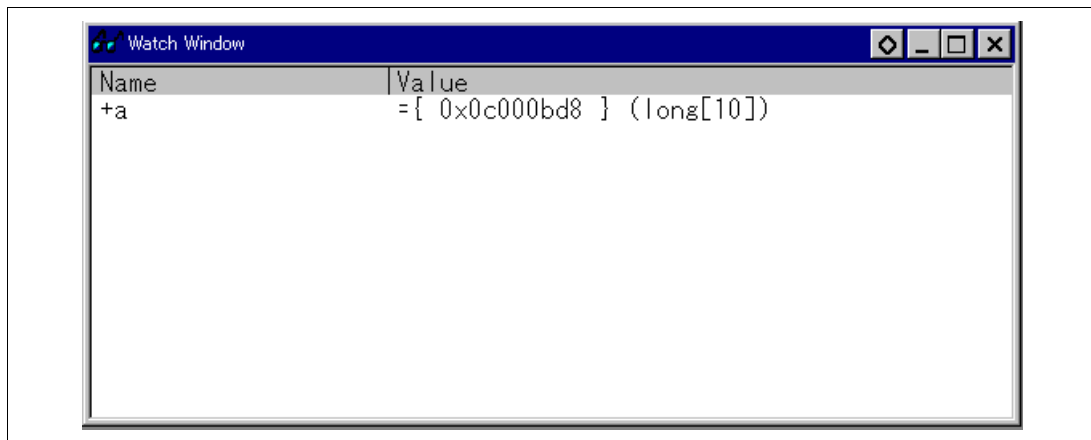 Watch Window
Name Value
+a ={ 0x0c000bd8 } (long[10])